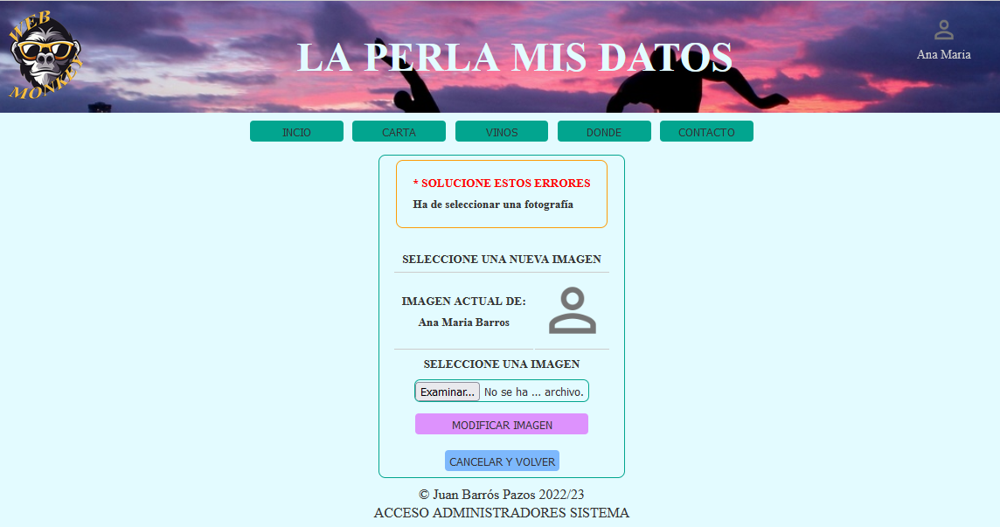 WEB
MONKEY
LA PERLA MIS DATOS
Ana Maria
INCIO
CARTA
VINOS
DONDE
CONTACTO
* SOLUCIONE ESTOS ERRORES
Ha de seleccionar una fotografía
SELECCIONE UNA NUEVA IMAGEN
IMAGEN ACTUAL DE:
Ana Maria Barros
SELECCIONE UNA IMAGEN
Examinar... No se ha ... archivo.
MODIFICAR IMAGEN
CANCELAR Y VOLVER
© Juan Barrós Pazos 2022/23
ACCESO ADMINISTRADORES SISTEMA